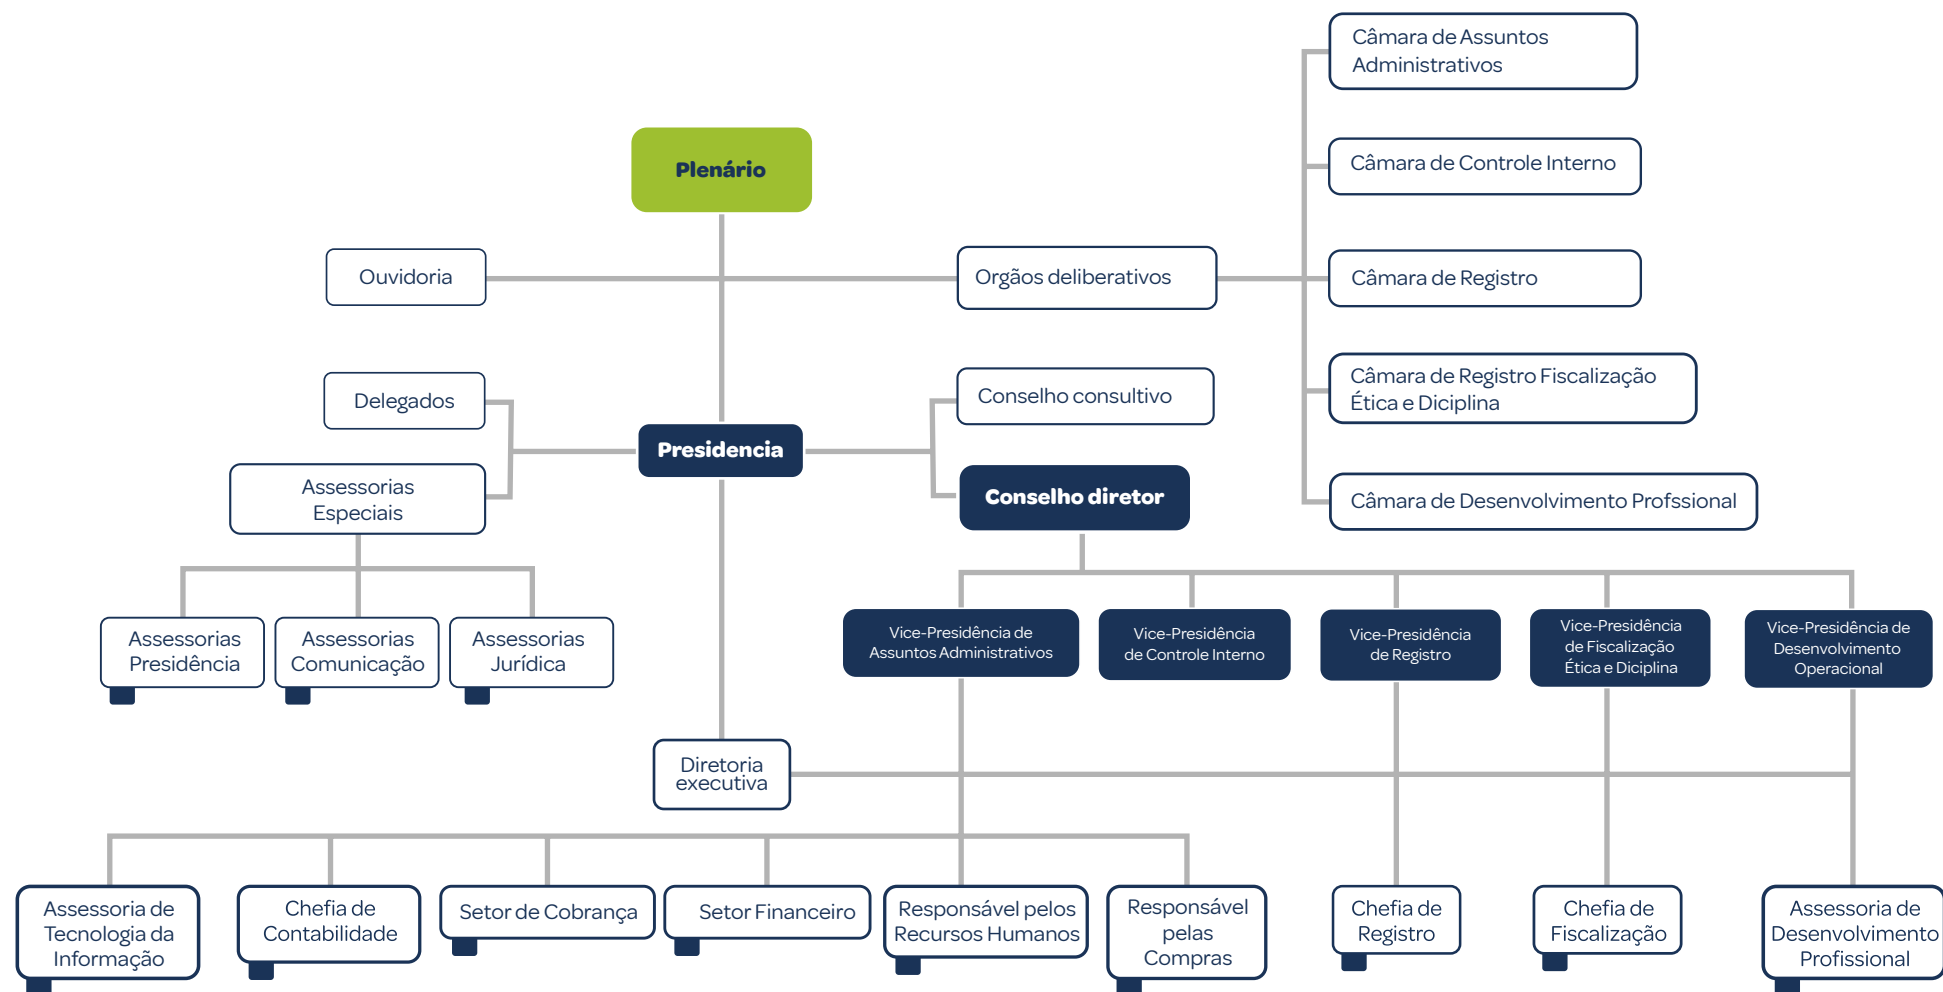 Câmara de Assuntos
Administrativos
Plenário
Câmara de Controle Interno
Ouvidoria
Orgãos deliberativos
Câmara de Registro
Delegados
Conselho consultivo
Câmara de Registro Fiscalização
Ética e Diciplina
Presidencia
Assessorias
Especiais
Conselho diretor
Câmara de Desenvolvimento Profssional
Assessorias
Presidência
Assessorias
Comunicação
Assessorias
Jurídica
Vice-Presidência de
Assuntos Administrativos
Vice-Presidência
de Controle Interno
Vice-Presidência
de Registro
Vice-Presidência
de Fiscalização
Ética e Diciplina
Vice-Presidência de
Desenvolvimento
Operacional
Diretoria
executiva
Assessoria de
Tecnologia da
Informação
Chefia de
Contabilidade
Setor de Cobrança
Setor Financeiro
Responsável pelos
Recursos Humanos
Responsável
pelas
Compras
Chefia de
Registro
Chefia de
Fiscalização
Assessoria de
Desenvolvimento
Profissional